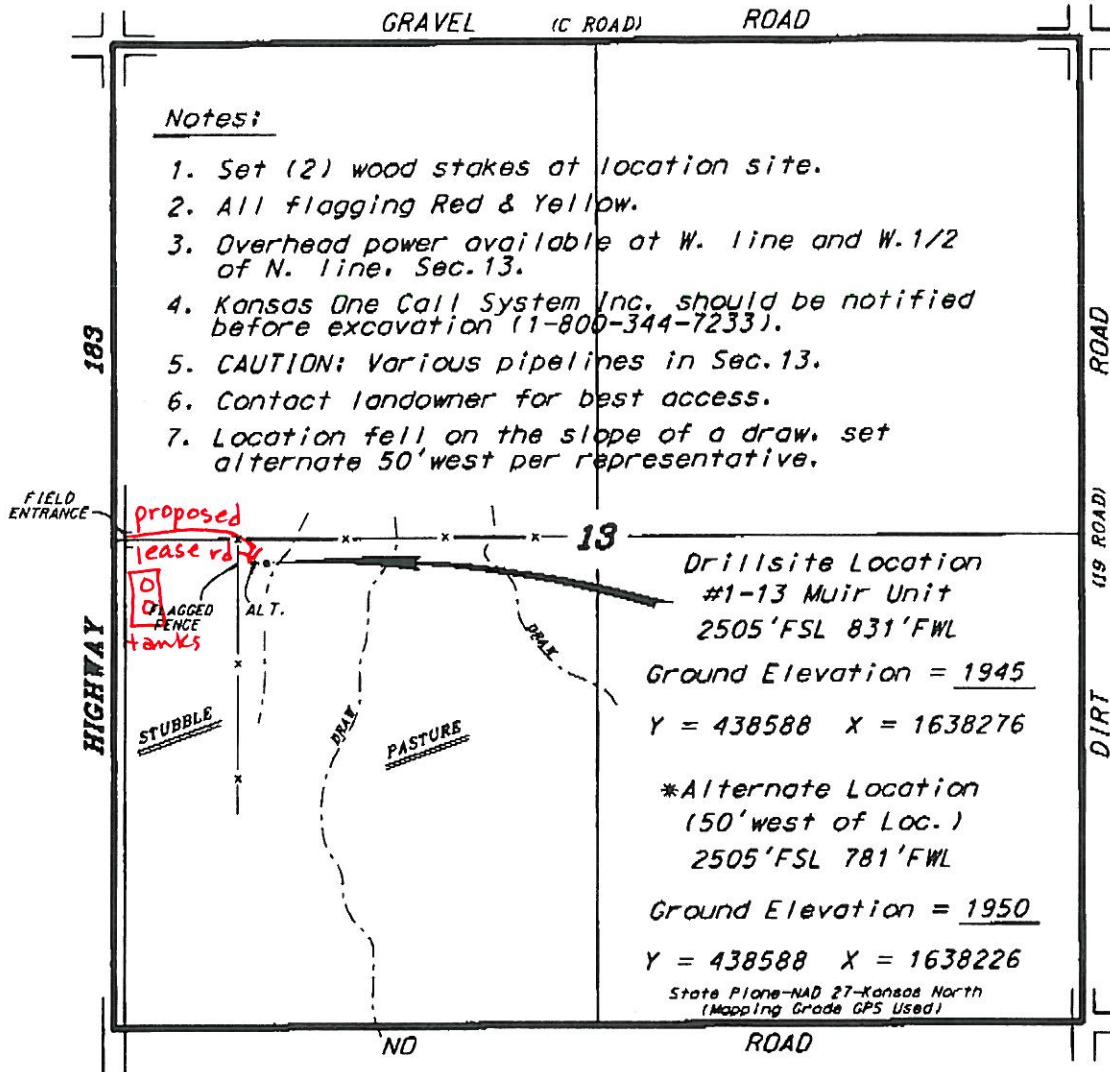 GRAVEL (C ROAD) ROAD
Notes:
1. Set (2) wood stakes at location site.
2. All flagging Red & Yellow.
3. Overhead power available at W. line and W.1/2
of N. line, Sec.13.
4. Kansas One Call System Inc. should be notified
before excavation (1-800-344-7233).
5. CAUTION: Various pipelines in Sec.13.
6. Contact landowner for best access.
7. Location fell on the slope of a draw, set
alternate 50'west per representative.
HIGHWAY 183
FIELD
ENTRANCE
proposed
lease rd
tanks
FLAGGED
FENCE
ALT.
13
DRAW
DRAW
STUBBLE
PASTURE
Drillsite Location
#1-13 Muir Unit
2505'FSL 831'FWL
Ground Elevation = 1945
Y = 438588 X = 1638276
*Alternate Location
(50'west of Loc.)
2505'FSL 781'FWL
Ground Elevation = 1950
Y = 438588 X = 1638226
State Plane-NAD 27-Kansas North
(Mapping Grade GPS Used)
DIRT (19 ROAD) ROAD
NO ROAD